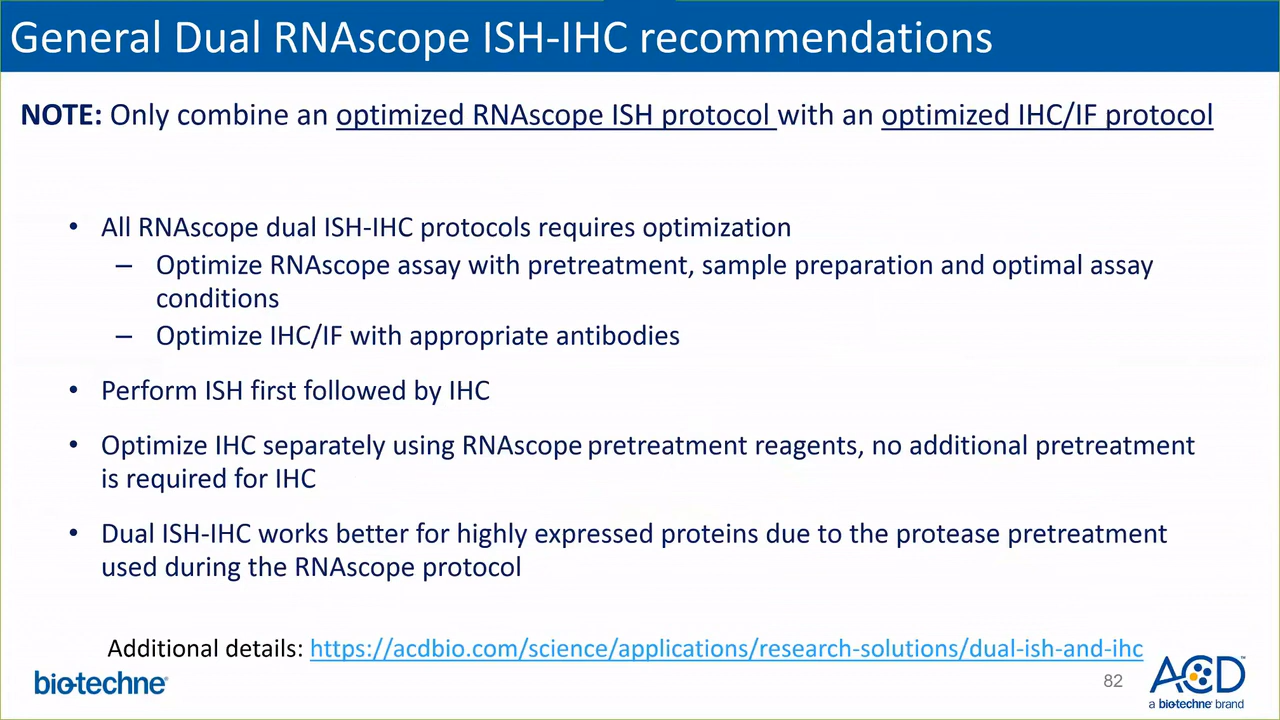 General Dual RNAscope ISH-IHC recommendations
NOTE: Only combine an optimized RNAscope ISH protocol with an optimized IHC/IF protocol
• All RNAscope dual ISH-IHC protocols requires optimization
– Optimize RNAscope assay with pretreatment, sample preparation and optimal assay
conditions
– Optimize IHC/IF with appropriate antibodies
• Perform ISH first followed by IHC
• Optimize IHC separately using RNAscope pretreatment reagents, no additional pretreatment
is required for IHC
• Dual ISH-IHC works better for highly expressed proteins due to the protease pretreatment
used during the RNAscope protocol
Additional details: https://acdbio.com/science/applications/research-solutions/dual-ish-and-ihc
bio-techne®
82
ACD™
a bio-techne® brand